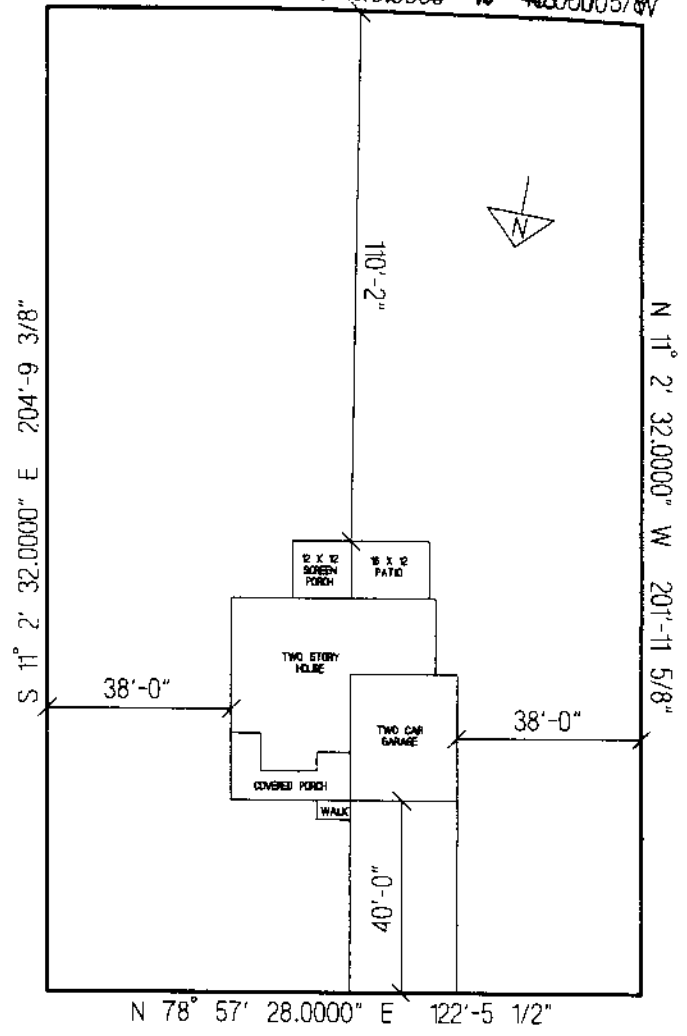 110'-2"
N
S 11° 2' 32.0000" E 204'-9 3/8"
N 11° 2' 32.0000" W 201'-11 5/8"
12 X 12
SCREEN
PORCH
16 X 12
PATIO
TWO STORY
HOUSE
38'-0"
TWO CAR
GARAGE
38'-0"
COVERED PORCH
WALK
40'-0"
N 78° 57' 28.0000" E 122'-5 1/2"